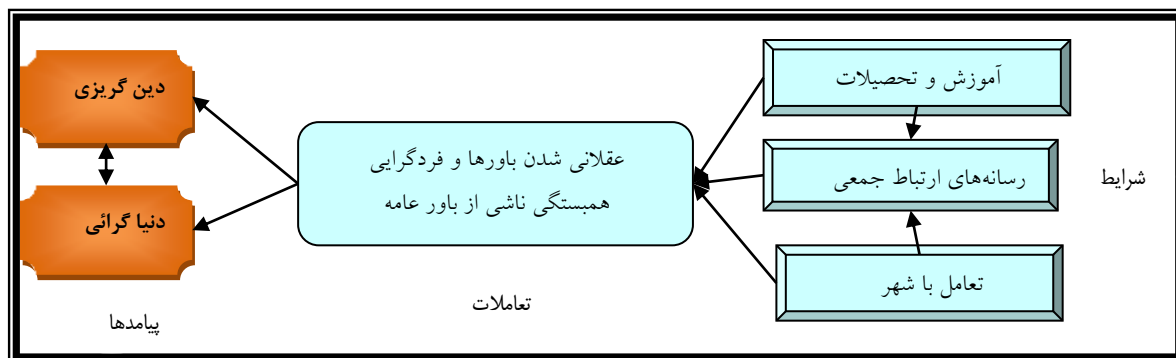 آموزش و تحصیلات
رسانه‌های ارتباط جمعی
تعامل با شهر
شرایط
عقلانی شدن باورها و فردگرایی
همبستگی ناشی از باور عامه
تعاملات
دین گریزی
دنیا گرائی
پیامدها